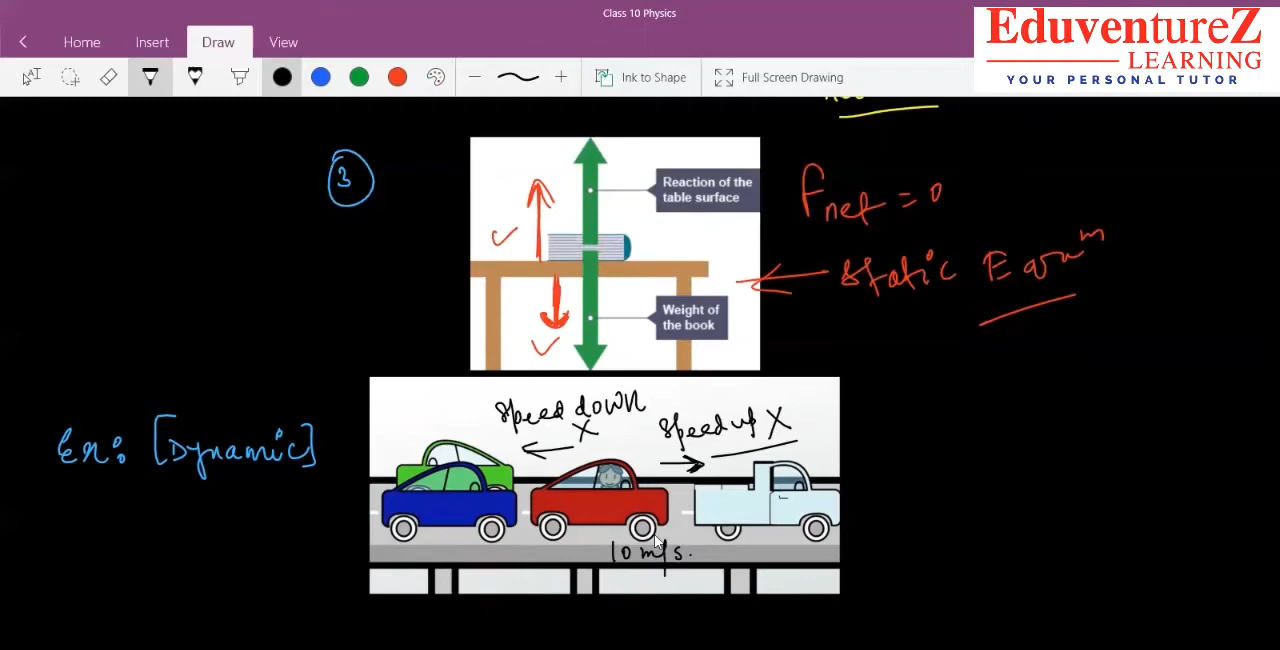 Class 10 Physics
EduventureZ
LEARNING
YOUR PERSONAL TUTOR
Home
Insert
Draw
View
Ink to Shape
Full Screen Drawing
3
Reaction of the
table surface
Fnet = 0
Static Equm
Weight of
the book
Speed down
X
Speed up X
Ex: [Dynamic]
10 m/s.